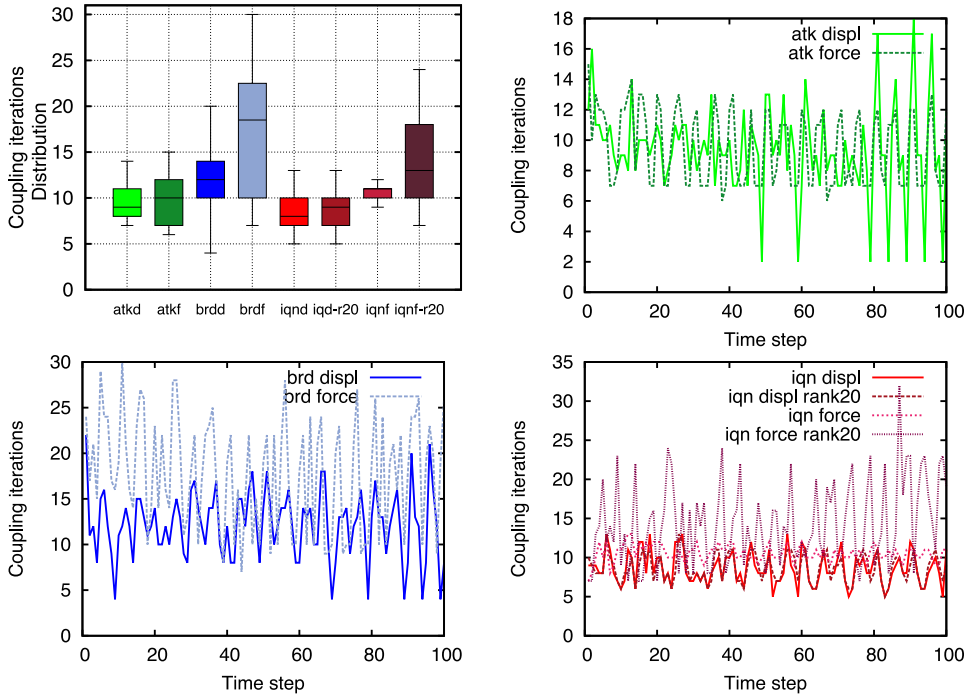 Coupling iterations
Distribution
30
25
20
15
10
5
0
atkd atkf brdd brdf iqnd iqd-r20 iqnf iqnf-r20
Coupling iterations
18
16
14
12
10
8
6
4
2
0
atk displ
atk force
0 20 40 60 80 100
Time step
Coupling iterations
30
25
20
15
10
5
0
brd displ
brd force
0 20 40 60 80 100
Time step
Coupling iterations
35
30
25
20
15
10
5
0
iqn displ
iqn displ rank20
iqn force
iqn force rank20
0 20 40 60 80 100
Time step